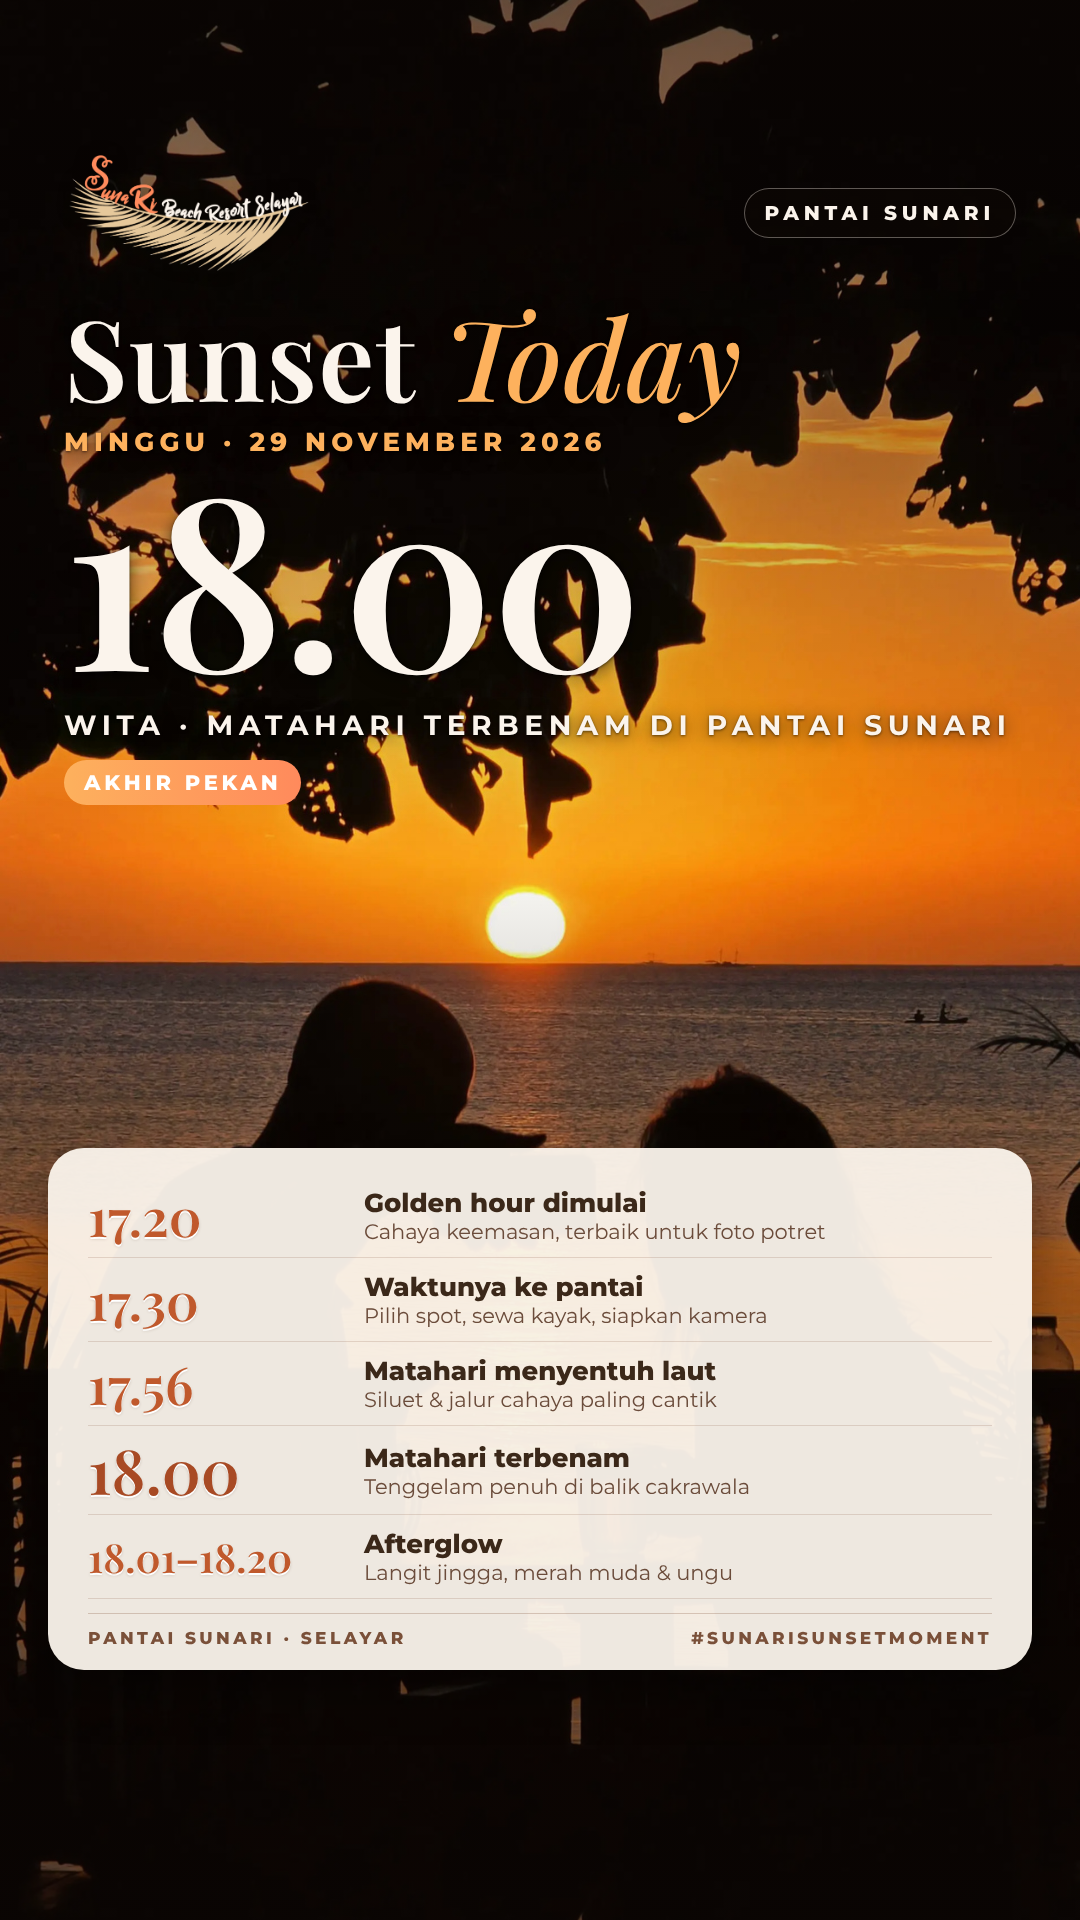 SunaRi Beach Resort Selayar
PANTAI SUNARI
Sunset Today
MINGGU · 29 NOVEMBER 2026
18.00
WITA · MATAHARI TERBENAM DI PANTAI SUNARI
AKHIR PEKAN
17.20
Golden hour dimulai
Cahaya keemasan, terbaik untuk foto potret
17.30
Waktunya ke pantai
Pilih spot, sewa kayak, siapkan kamera
17.56
Matahari menyentuh laut
Siluet & jalur cahaya paling cantik
18.00
Matahari terbenam
Tenggelam penuh di balik cakrawala
18.01–18.20
Afterglow
Langit jingga, merah muda & ungu
PANTAI SUNARI · SELAYAR
#SUNARISUNSETMOMENT